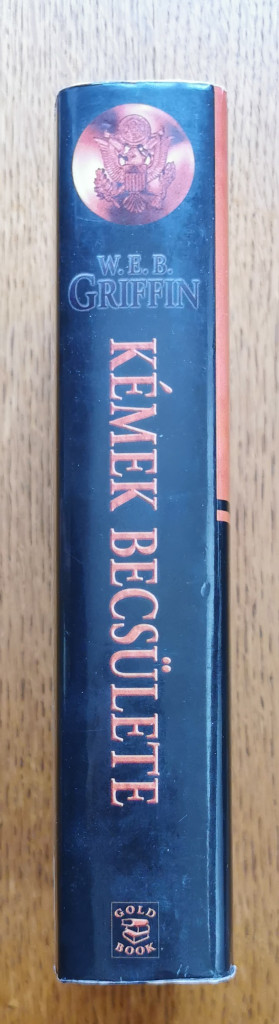 W. E. B.
GRIFFIN
KÉMEK BECSÜLETE
GOLD
BOOK